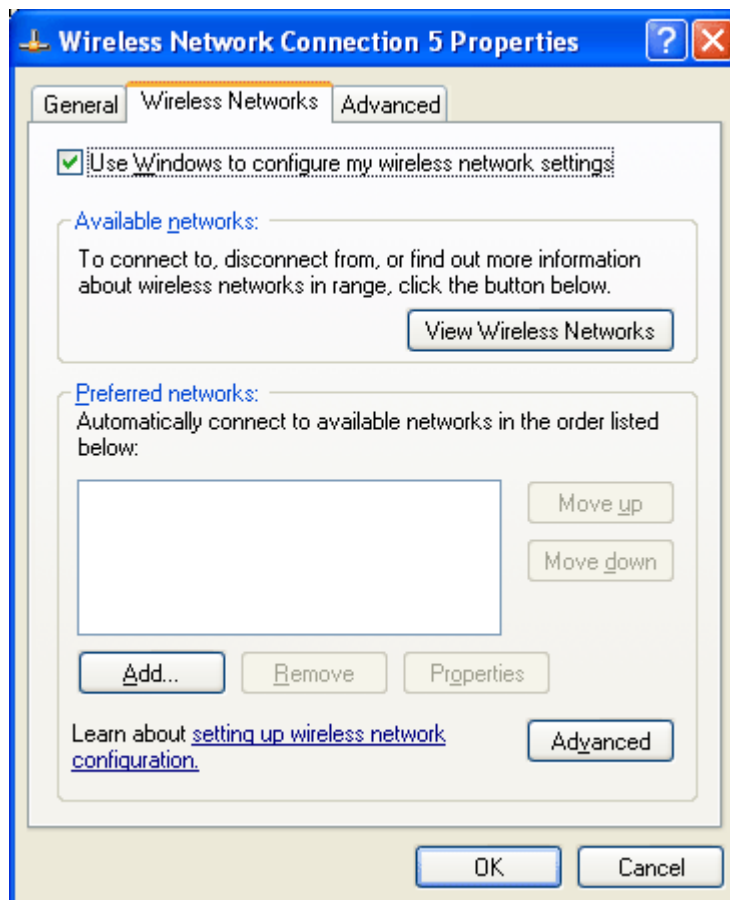 Wireless Network Connection 5 Properties
General Wireless Networks Advanced
Use Windows to configure my wireless network settings
Available networks:
To connect to, disconnect from, or find out more information
about wireless networks in range, click the button below.
View Wireless Networks
Preferred networks:
Automatically connect to available networks in the order listed
below:
Move up
Move down
Add... Remove Properties
Learn about setting up wireless network
configuration.
Advanced
OK Cancel